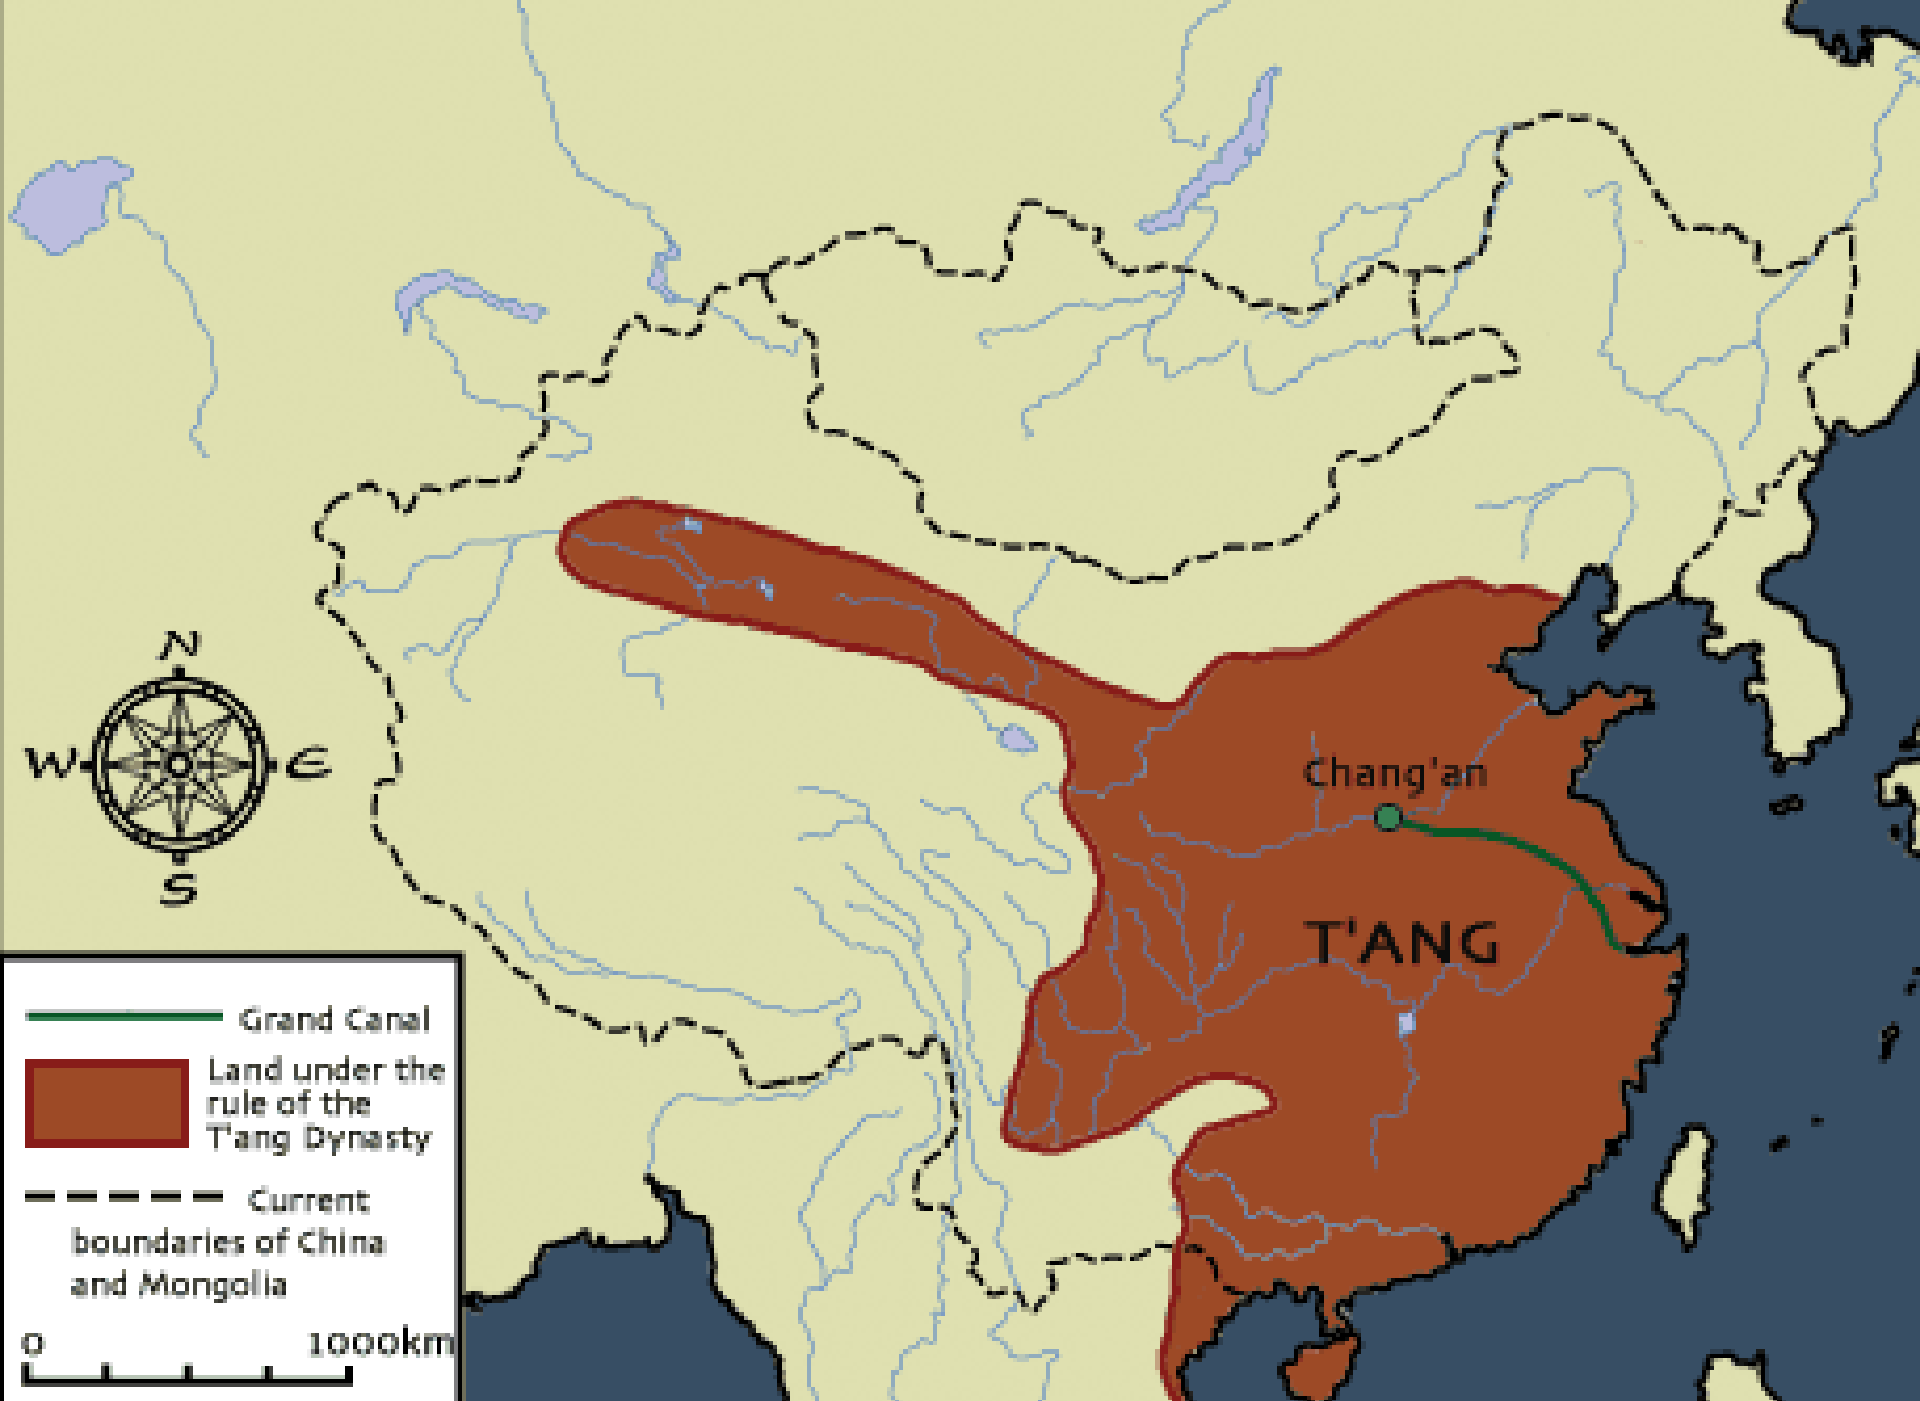 N
W
E
S
Chang'an
T'ANG
Grand Canal
Land under the
rule of the
T'ang Dynasty
Current
boundaries of China
and Mongolia
0 1000km